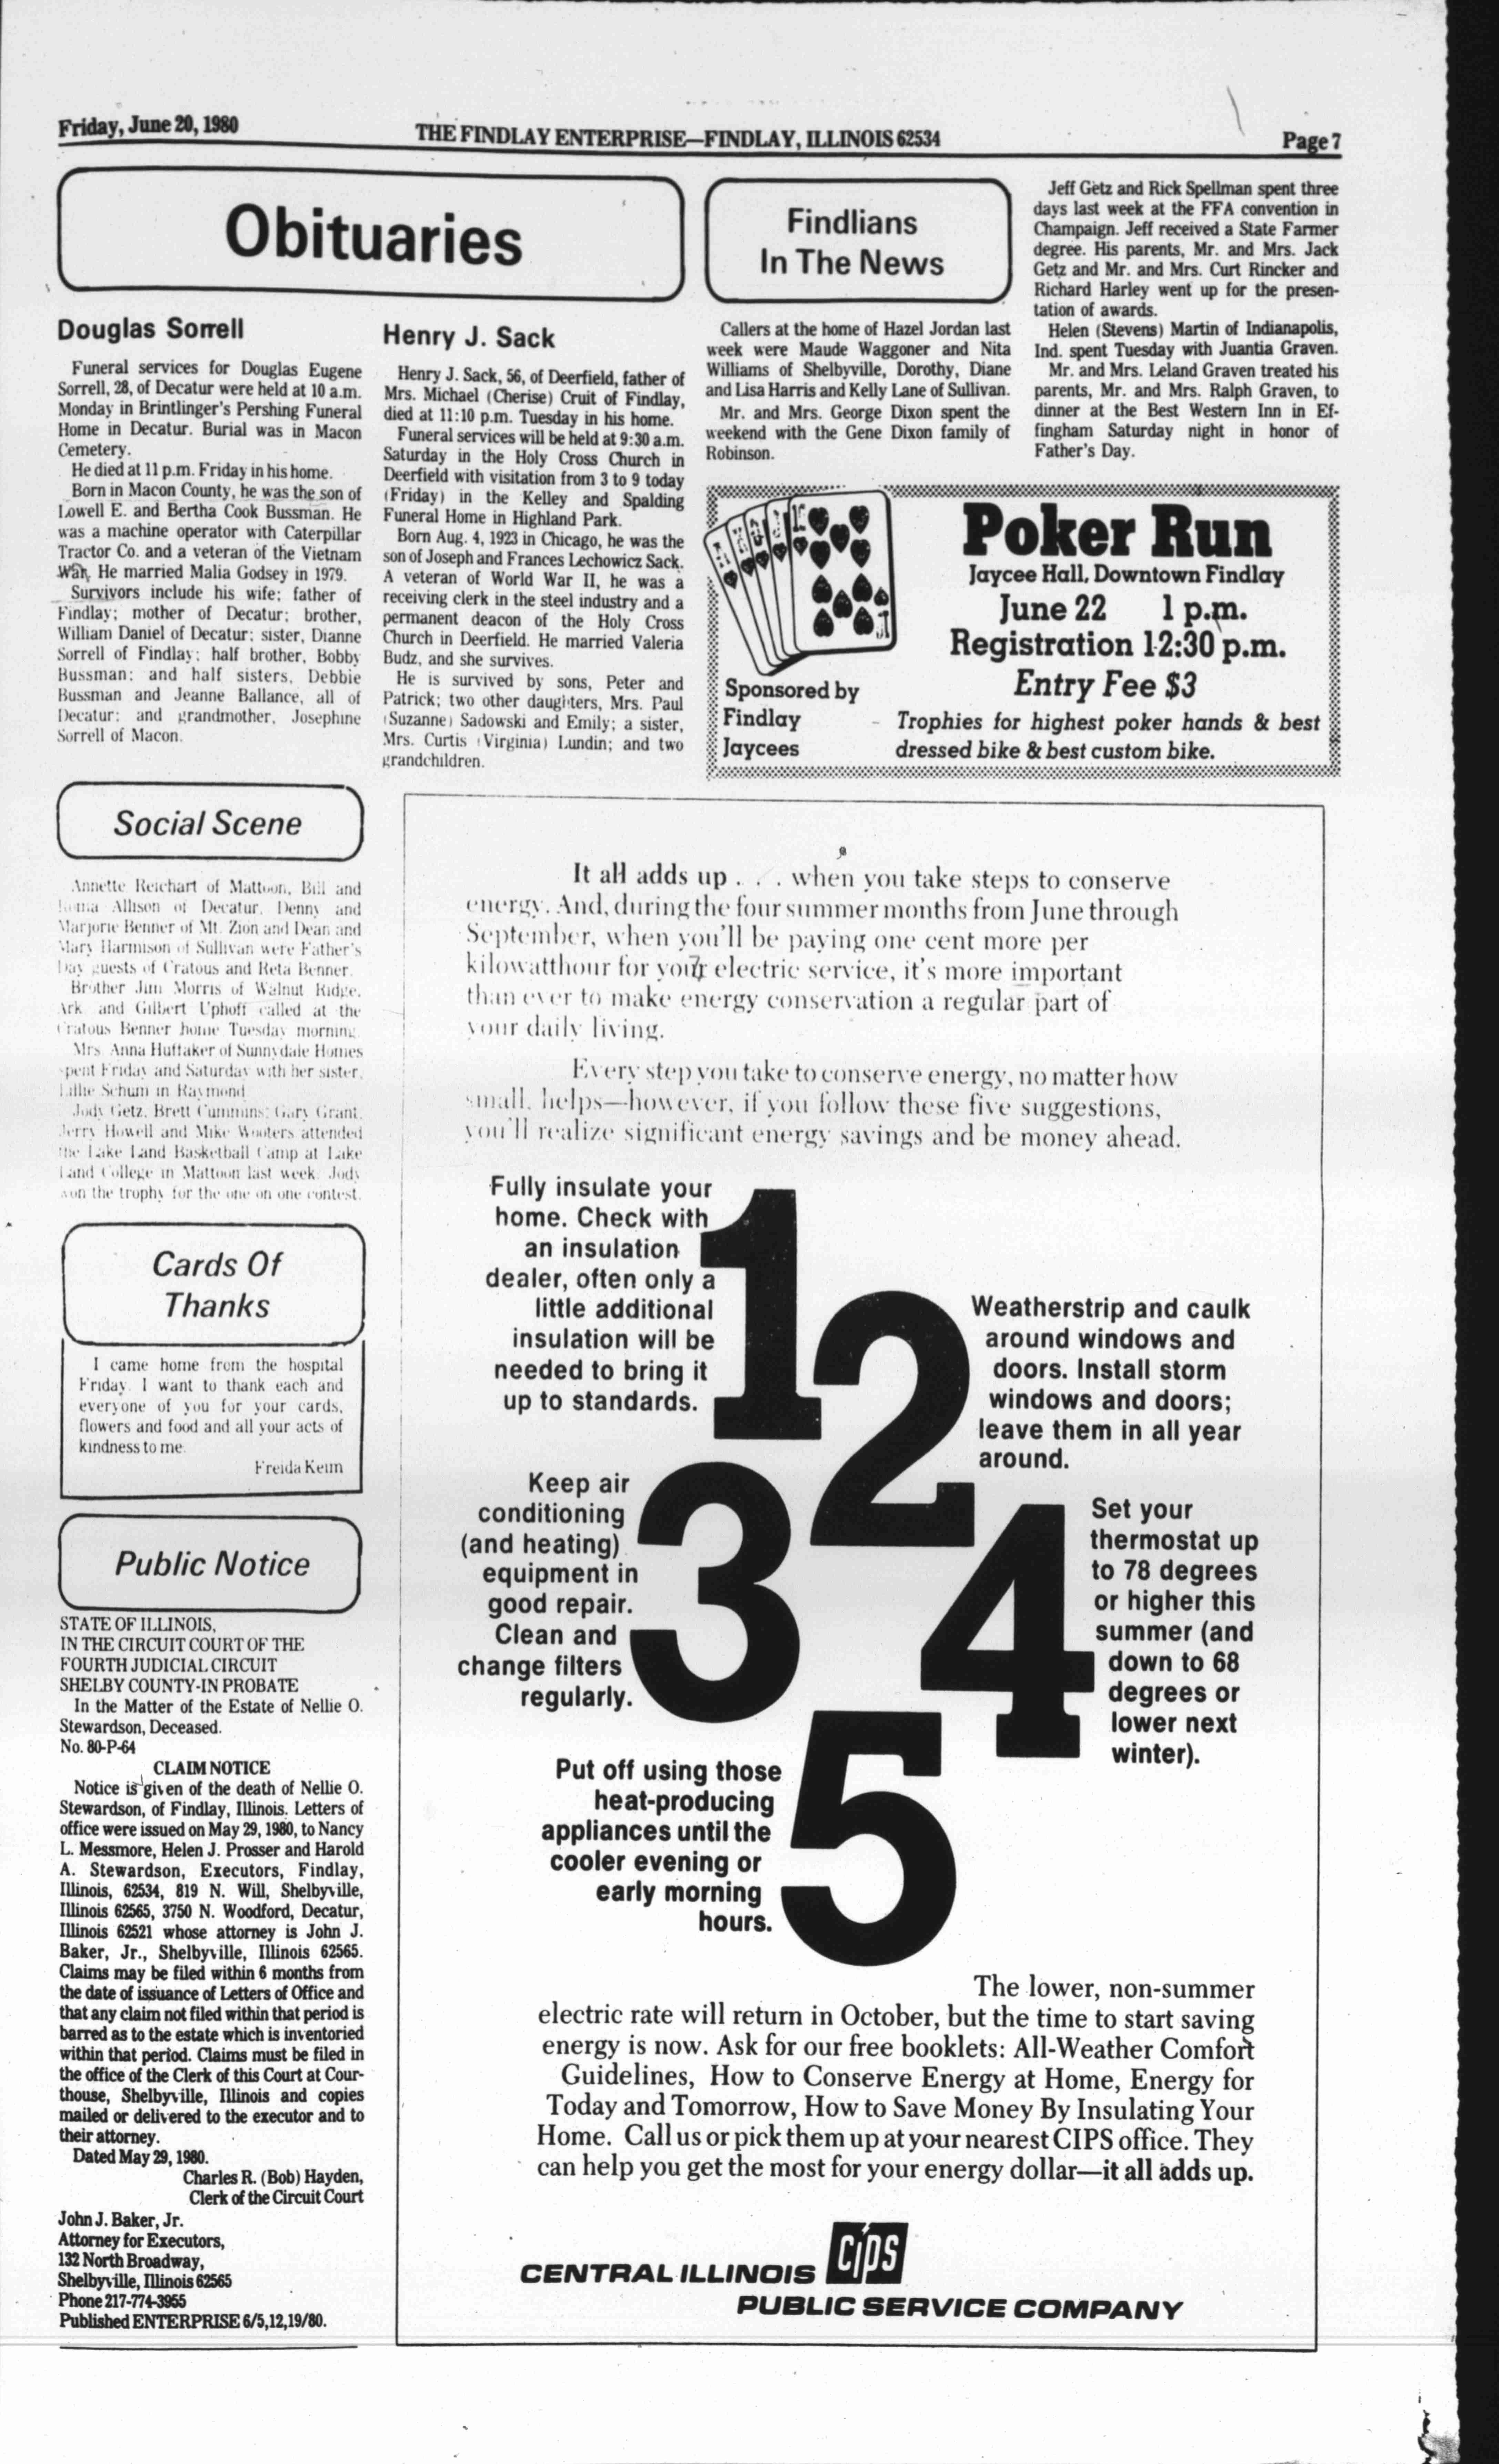 Friday, June 20, 1980
THE FINDLAY ENTERPRISE—FINDLAY, ILLINOIS 62534
Page 7
Obituaries
Douglas Sorrell
Funeral services for Douglas Eugene
Sorrell, 28, of Decatur were held at 10 a.m.
Monday in Brintlinger's Pershing Funeral
Home in Decatur. Burial was in Macon
Cemetery.
He died at 11 p.m. Friday in his home.
Born in Macon County, he was the son of
Lowell E. and Bertha Cook Bussman. He
was a machine operator with Caterpillar
Tractor Co. and a veteran of the Vietnam
War. He married Malia Godsey in 1979.
Survivors include his wife; father of
Findlay; mother of Decatur; brother,
William Daniel of Decatur; sister, Dianne
Sorrell of Findlay; half brother, Bobby
Bussman; and half sisters, Debbie
Bussman and Jeanne Ballance, all of
Decatur; and grandmother, Josephine
Sorrell of Macon.
Henry J. Sack
Henry J. Sack, 56, of Deerfield, father of
Mrs. Michael (Cherise) Cruit of Findlay,
died at 11:10 p.m. Tuesday in his home.
Funeral services will be held at 9:30 a.m.
Saturday in the Holy Cross Church in
Deerfield with visitation from 3 to 9 today
(Friday) in the Kelley and Spalding
Funeral Home in Highland Park.
Born Aug. 4, 1923 in Chicago, he was the
son of Joseph and Frances Lechowicz Sack.
A veteran of World War II, he was a
receiving clerk in the steel industry and a
permanent deacon of the Holy Cross
Church in Deerfield. He married Valeria
Budz, and she survives.
He is survived by sons, Peter and
Patrick; two other daughters, Mrs. Paul
(Suzanne) Sadowski and Emily; a sister,
Mrs. Curtis (Virginia) Lundin; and two
grandchildren.
Findlians
In The News
Callers at the home of Hazel Jordan last
week were Maude Waggoner and Nita
Williams of Shelbyville, Dorothy, Diane
and Lisa Harris and Kelly Lane of Sullivan.
Mr. and Mrs. George Dixon spent the
weekend with the Gene Dixon family of
Robinson.
Jeff Getz and Rick Spellman spent three
days last week at the FFA convention in
Champaign. Jeff received a State Farmer
degree. His parents, Mr. and Mrs. Jack
Getz and Mr. and Mrs. Curt Rincker and
Richard Harley went up for the presen-
tation of awards.
Helen (Stevens) Martin of Indianapolis,
Ind. spent Tuesday with Juantia Graven.
Mr. and Mrs. Leland Graven treated his
parents, Mr. and Mrs. Ralph Graven, to
dinner at the Best Western Inn in Ef-
fingham Saturday night in honor of
Father's Day.
Poker Run
Jaycee Hall, Downtown Findlay
June 22 1 p.m.
Registration 12:30 p.m.
Entry Fee $3
Sponsored by
Findlay
Jaycees
Trophies for highest poker hands & best
dressed bike & best custom bike.
Social Scene
Annette Reichart of Mattoon, Bill and
Allison of Decatur, Denny and
Marjorie Benner of Mt. Zion and Dean and
Mary Harmison of Sullivan were Father's
Day guests of Cratous and Reta Benner.
Brother Jim Morris of Walnut Ridge,
Ark. and Gilbert Uphoff called at the
Cratous Benner home Tuesday morning.
Mrs. Anna Huffaker of Sunnydale Homes
spent Friday and Saturday with her sister,
Lillie Schum in Raymond.
Jody Getz, Brett Cummins, Gary Grant,
Jerry Howell and Mike Wooters attended
the Lake Land Basketball Camp at Lake
Land College in Mattoon last week. Jody
won the trophy for the one on one contest.
Cards Of
Thanks
I came home from the hospital
Friday. I want to thank each and
everyone of you for your cards,
flowers and food and all your acts of
kindness to me.
Freida Keim
Public Notice
STATE OF ILLINOIS,
IN THE CIRCUIT COURT OF THE
FOURTH JUDICIAL CIRCUIT
SHELBY COUNTY-IN PROBATE
In the Matter of the Estate of Nellie O.
Stewardson, Deceased.
No. 80-P-64
CLAIM NOTICE
Notice is given of the death of Nellie O.
Stewardson, of Findlay, Illinois. Letters of
office were issued on May 29, 1980, to Nancy
L. Messmore, Helen J. Prosser and Harold
A. Stewardson, Executors, Findlay,
Illinois, 62534, 819 N. Will, Shelbyville,
Illinois 62565, 3750 N. Woodford, Decatur,
Illinois 62521 whose attorney is John J.
Baker, Jr., Shelbyville, Illinois 62565.
Claims may be filed within 6 months from
the date of issuance of Letters of Office and
that any claim not filed within that period is
barred as to the estate which is inventoried
within that period. Claims must be filed in
the office of the Clerk of this Court at Cour-
thouse, Shelbyville, Illinois and copies
mailed or delivered to the executor and to
their attorney.
Dated May 29, 1980.
Charles R. (Bob) Hayden,
Clerk of the Circuit Court
John J. Baker, Jr.
Attorney for Executors,
132 North Broadway,
Shelbyville, Illinois 62565
Phone 217-774-3955
Published ENTERPRISE 6/5,12,19/80.
It all adds up . . . when you take steps to conserve
energy. And, during the four summer months from June through
September, when you'll be paying one cent more per
kilowatthour for your electric service, it's more important
than ever to make energy conservation a regular part of
your daily living.
Every step you take to conserve energy, no matter how
small, helps—however, if you follow these five suggestions,
you'll realize significant energy savings and be money ahead.
1
Fully insulate your
home. Check with
an insulation
dealer, often only a
little additional
insulation will be
needed to bring it
up to standards.
2
Weatherstrip and caulk
around windows and
doors. Install storm
windows and doors;
leave them in all year
around.
3
Keep air
conditioning
(and heating)
equipment in
good repair.
Clean and
change filters
regularly.
4
Set your
thermostat up
to 78 degrees
or higher this
summer (and
down to 68
degrees or
lower next
winter).
5
Put off using those
heat-producing
appliances until the
cooler evening or
early morning
hours.
The lower, non-summer
electric rate will return in October, but the time to start saving
energy is now. Ask for our free booklets: All-Weather Comfort
Guidelines, How to Conserve Energy at Home, Energy for
Today and Tomorrow, How to Save Money By Insulating Your
Home. Call us or pick them up at your nearest CIPS office. They
can help you get the most for your energy dollar—it all adds up.
CENTRAL ILLINOIS CIPS
PUBLIC SERVICE COMPANY